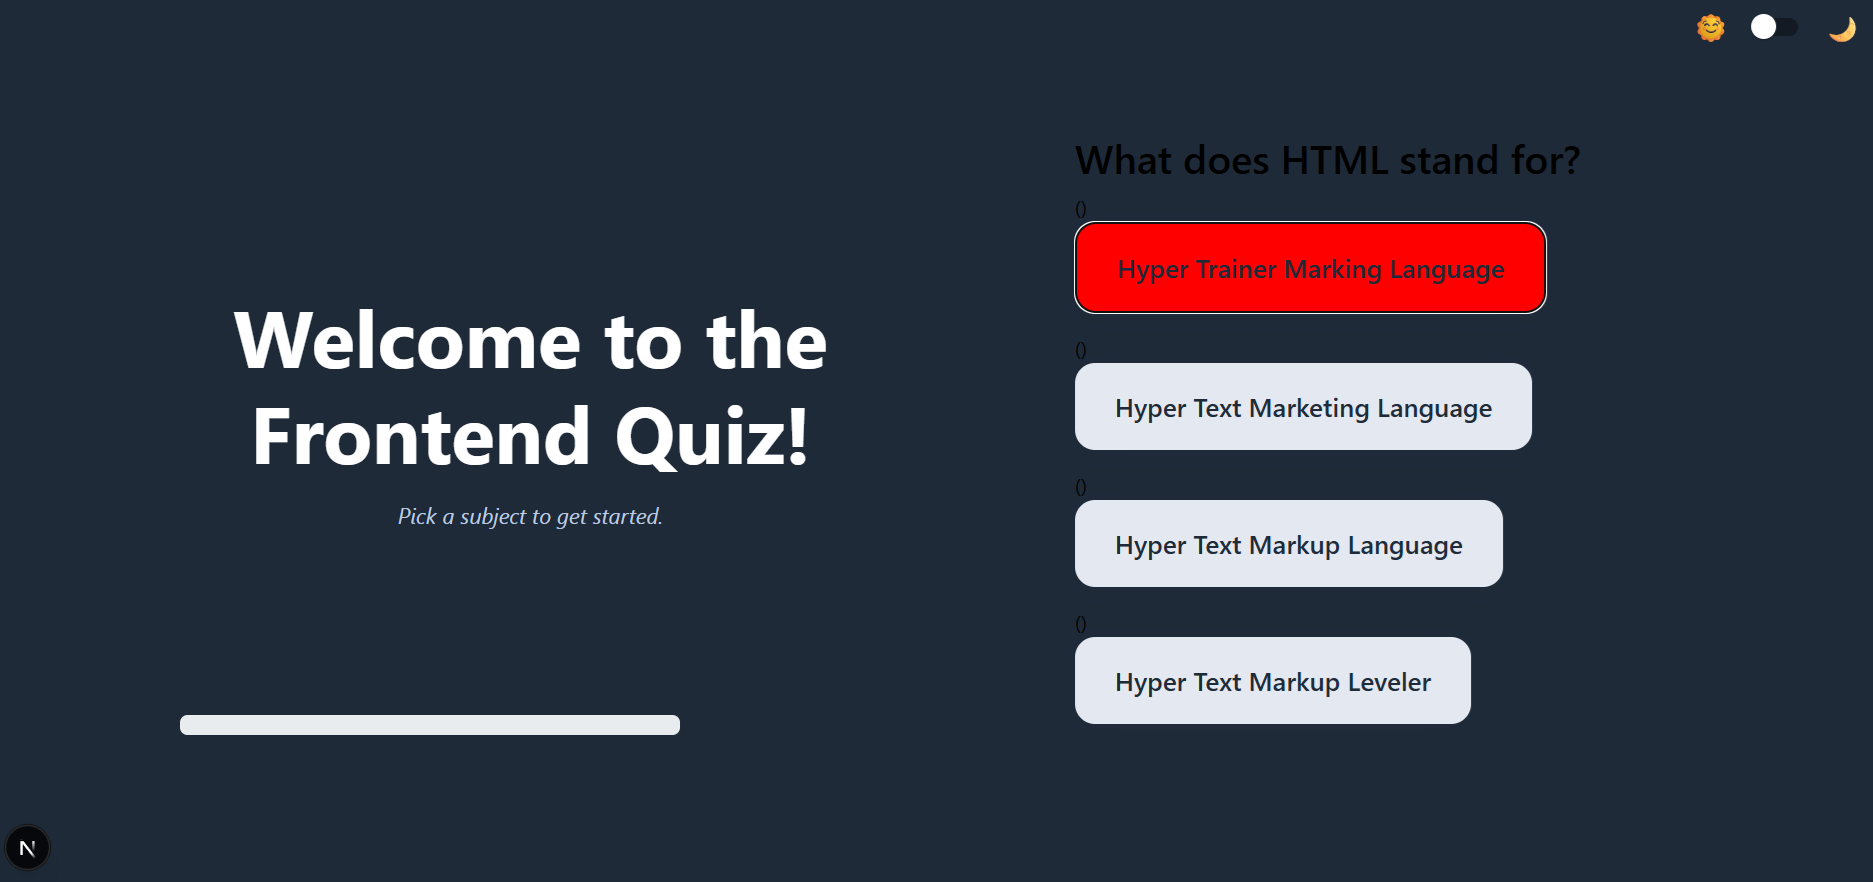 Welcome to the
Frontend Quiz!
Pick a subject to get started.
What does HTML stand for?
()
Hyper Trainer Marking Language
()
Hyper Text Marketing Language
()
Hyper Text Markup Language
()
Hyper Text Markup Leveler
N